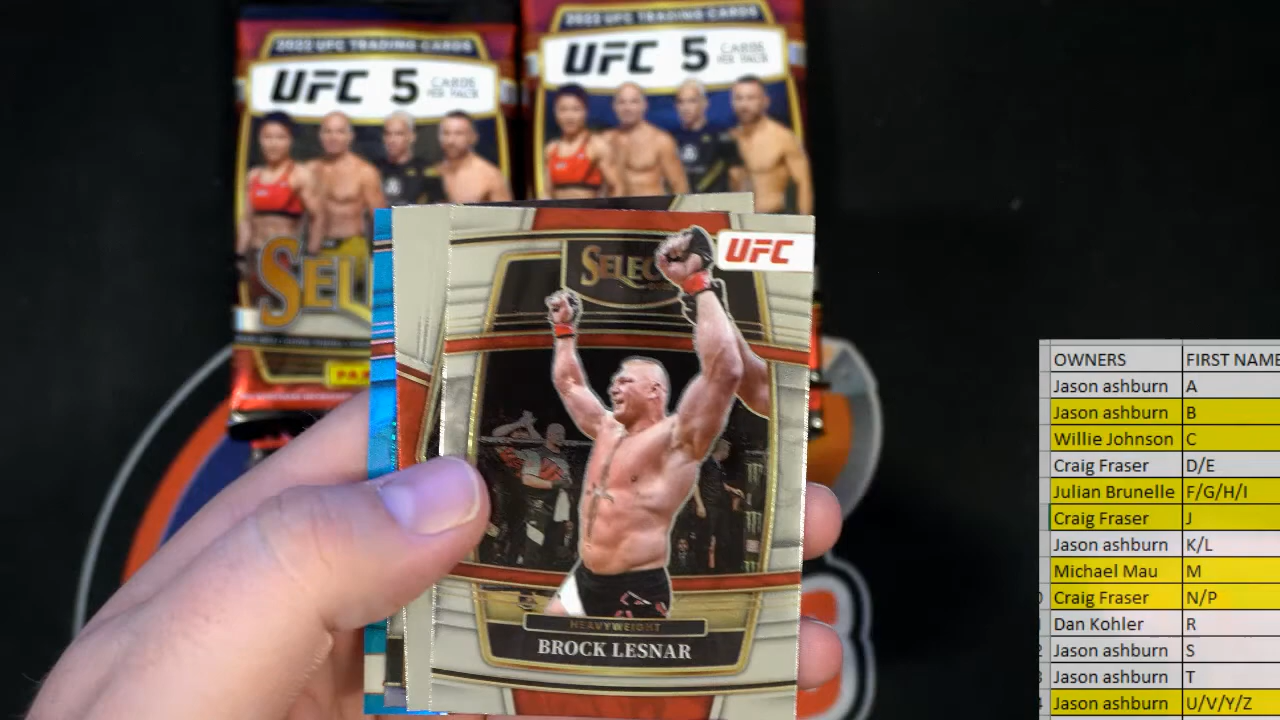 2022 UFC TRADING CARDS
UFC 5 CARDS PER PACK
SEL
2022 UFC TRADING CARDS
UFC 5 CARDS PER PACK
UFC
SELEC
HEAVYWEIGHT
BROCK LESNAR
OWNERS FIRST NAME
Jason ashburn A
Jason ashburn B
Willie Johnson C
Craig Fraser D/E
Julian Brunelle F/G/H/I
Craig Fraser J
Jason ashburn K/L
Michael Mau M
Craig Fraser N/P
Dan Kohler R
Jason ashburn S
Jason ashburn T
Jason ashburn U/V/Y/Z